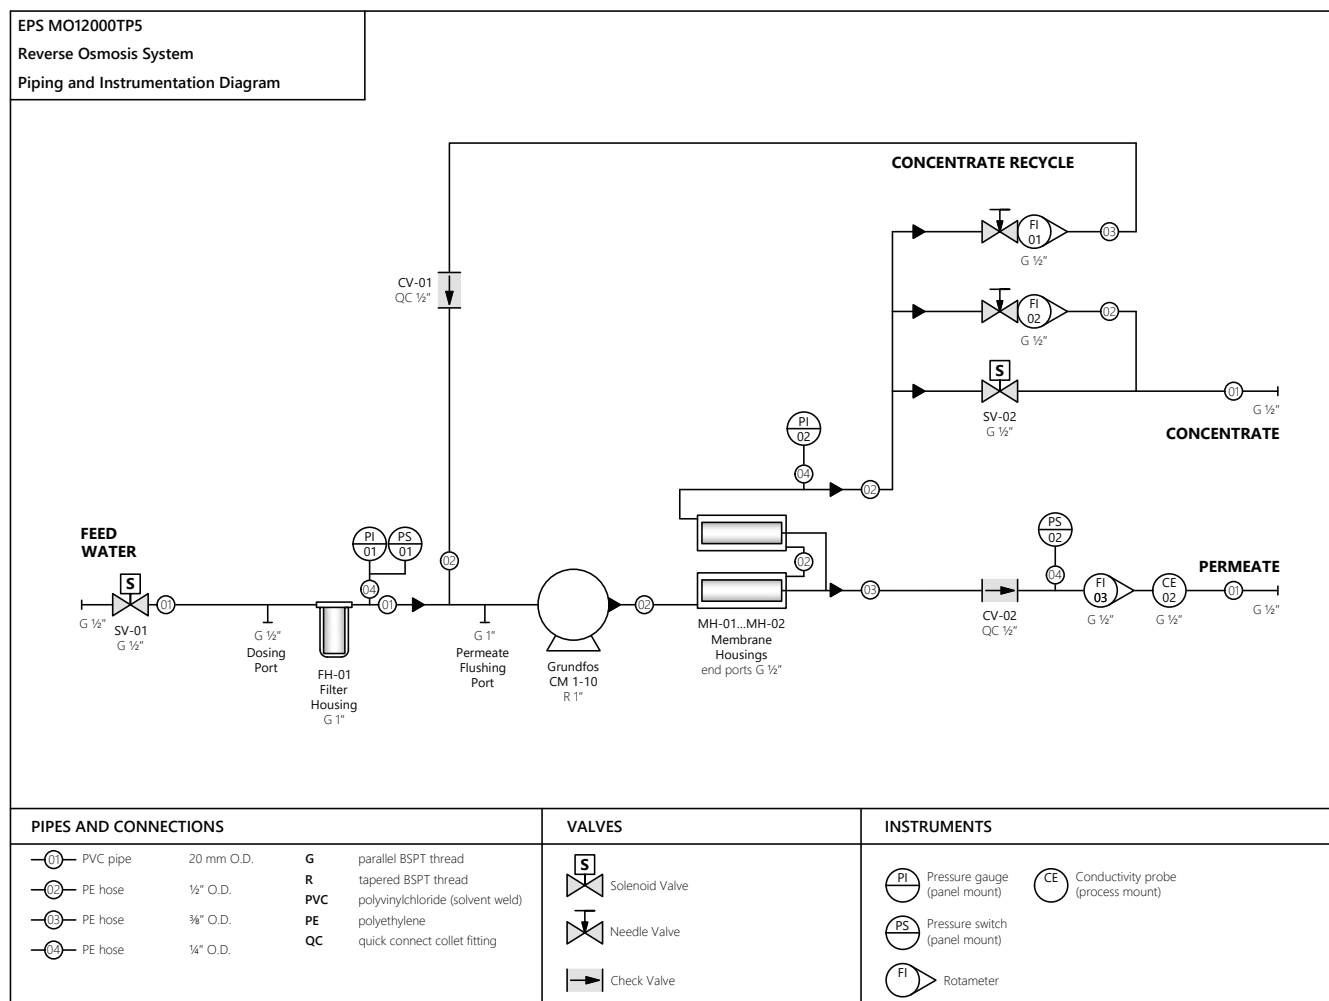 EPS MO12000TP5
Reverse Osmosis System
Piping and Instrumentation Diagram
CONCENTRATE RECYCLE
FI
01
03
G ½"
CV-01
QC ½"
FI
02
02
G ½"
S
SV-02
G ½"
01
G ½"
CONCENTRATE
PI
02
04
02
FEED
WATER
S
G ½"
SV-01
G ½"
01
G ½"
Dosing
Port
FH-01
Filter
Housing
G 1"
PI
01
PS
01
04
01
02
G 1"
Permeate
Flushing
Port
Grundfos
CM 1-10
R 1"
02
02
MH-01...MH-02
Membrane
Housings
end ports G ½"
03
CV-02
QC ½"
PS
02
04
FI
03
G ½"
CE
02
G ½"
PERMEATE
01
G ½"
PIPES AND CONNECTIONS
01 PVC pipe 20 mm O.D.
02 PE hose ½" O.D.
03 PE hose ⅜" O.D.
04 PE hose ¼" O.D.
G parallel BSPT thread
R tapered BSPT thread
PVC polyvinylchloride (solvent weld)
PE polyethylene
QC quick connect collet fitting
VALVES
S
Solenoid Valve
Needle Valve
Check Valve
INSTRUMENTS
PI
Pressure gauge
(panel mount)
PS
Pressure switch
(panel mount)
FI
Rotameter
CE
Conductivity probe
(process mount)